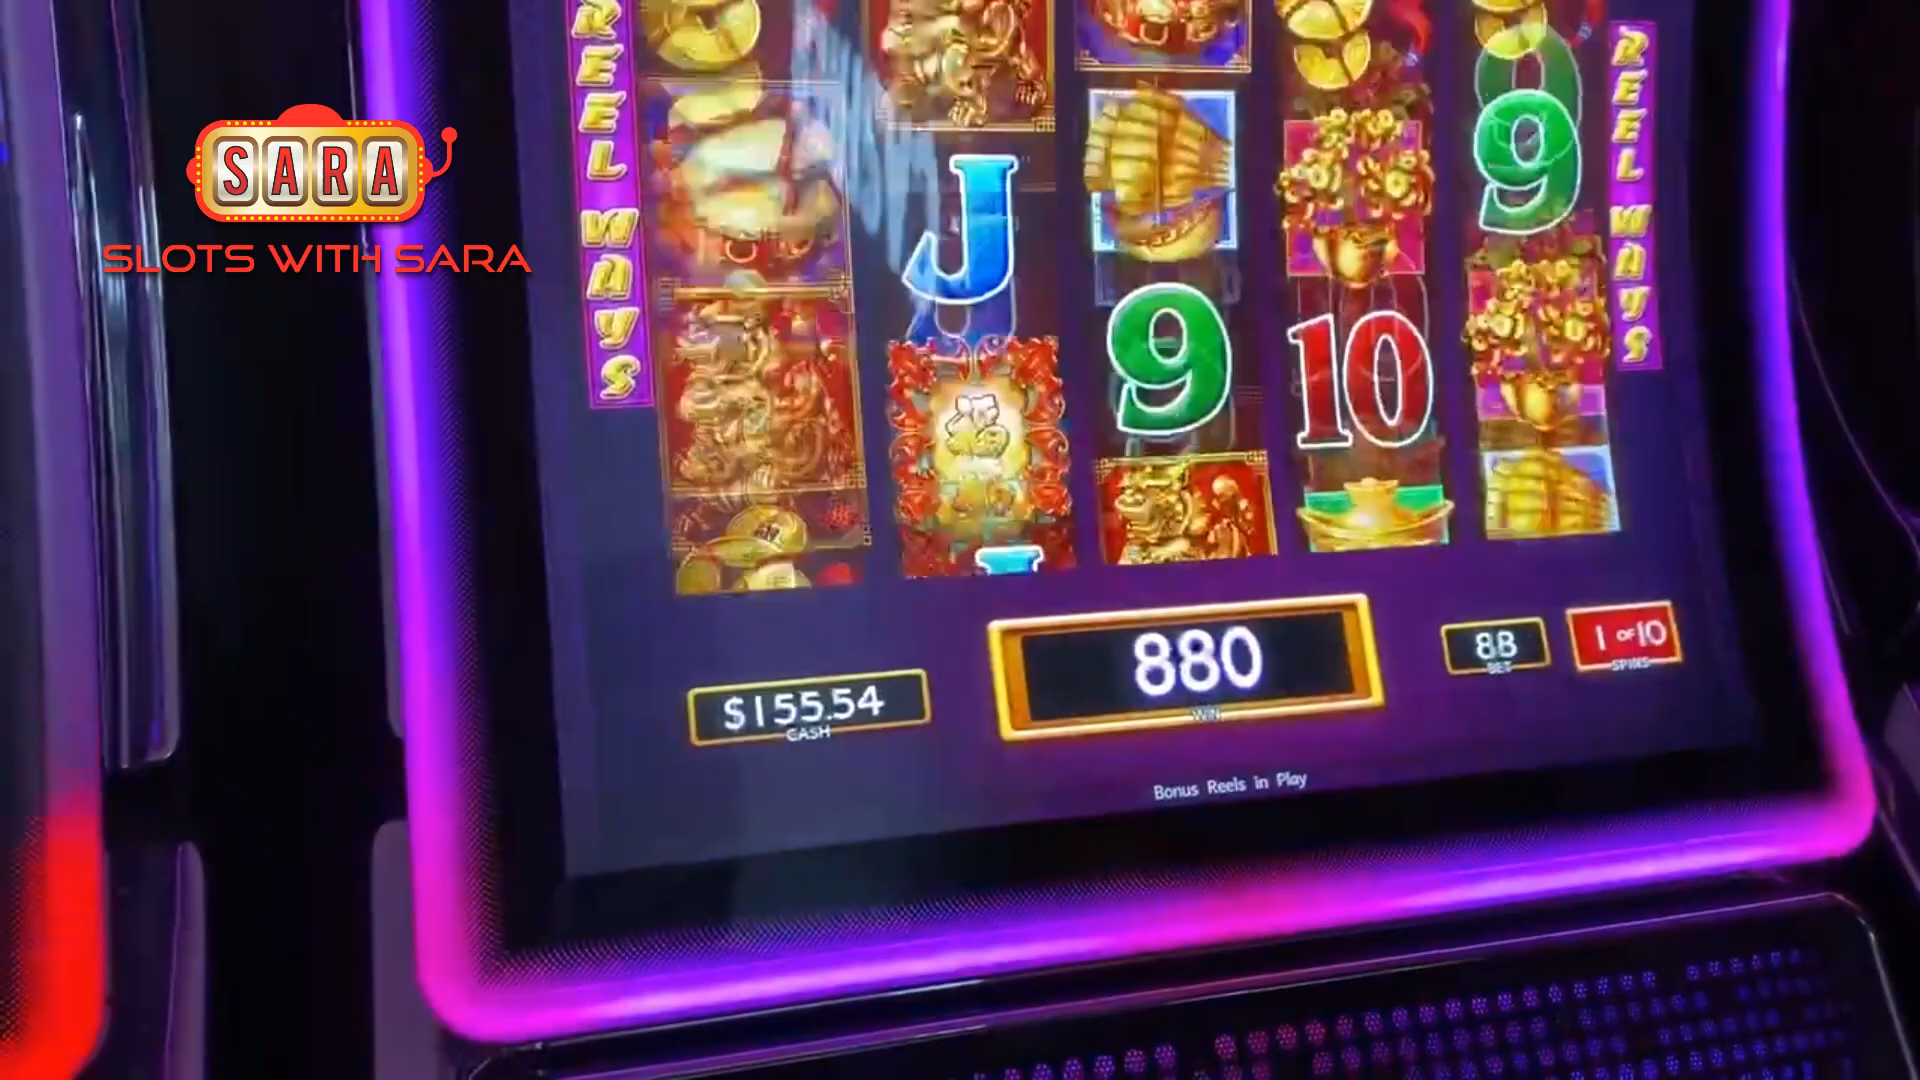 SARA
SLOTS WITH SARA
REEL WAYS
REEL WAYS
9
J
9
10
福
J
$155.54
CASH
880
WIN
88
BET
1 OF 10
SPINS
Bonus Reels in Play